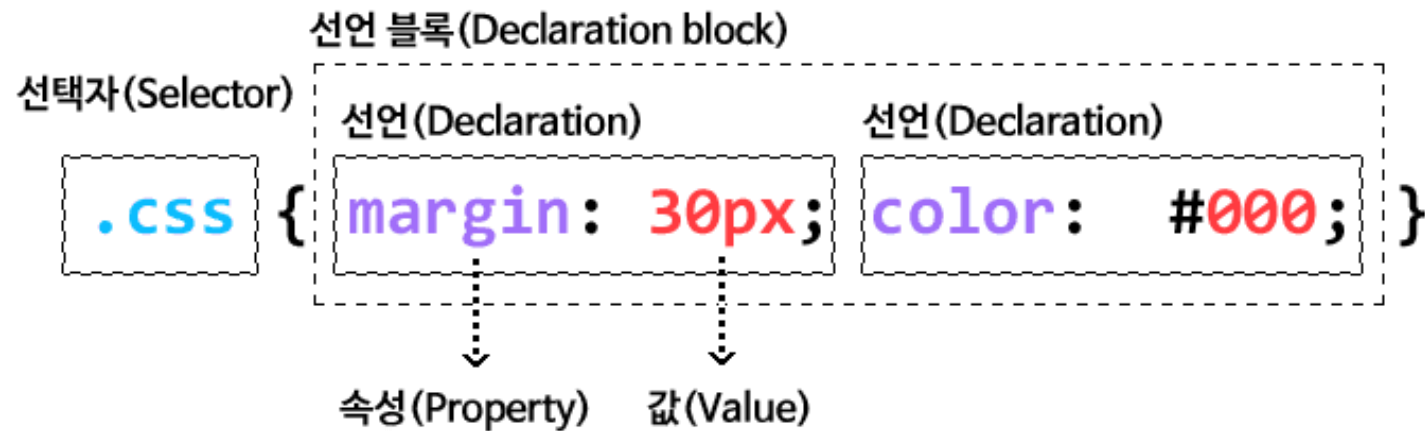 선언 블록(Declaration block)
선택자(Selector)
선언(Declaration) 선언(Declaration)
.css { margin: 30px; color: #000; }
속성(Property) 값(Value)